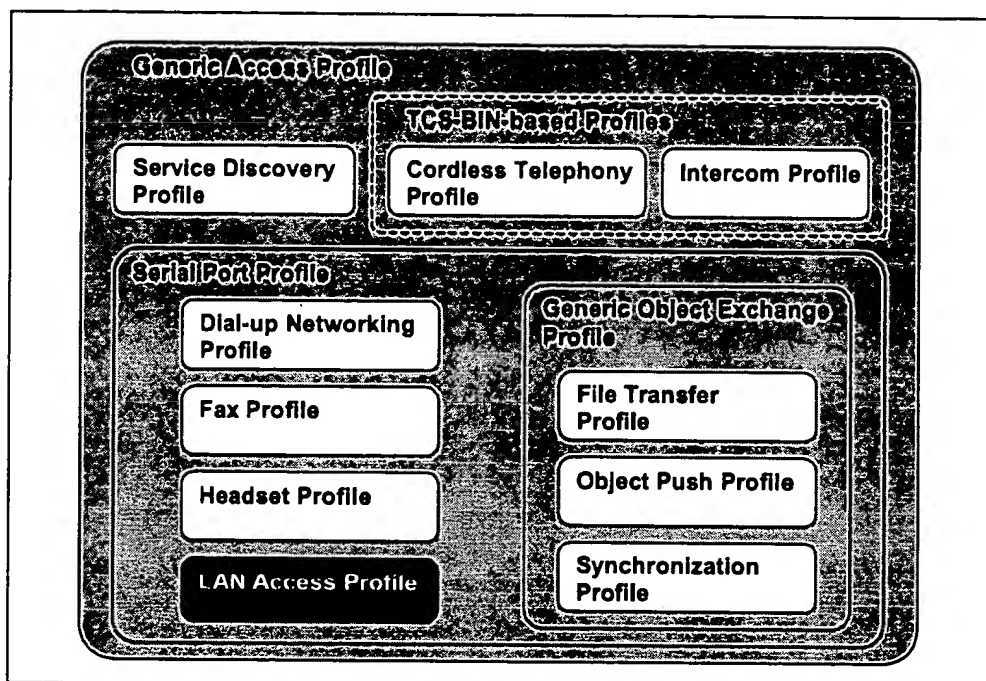 Generic Access Profile
TCS-BIN-based Profiles
Service Discovery
Profile
Cordless Telephony
Profile
Intercom Profile
Serial Port Profile
Dial-up Networking
Profile
Fax Profile
Headset Profile
LAN Access Profile
Generic Object Exchange
Profile
File Transfer
Profile
Object Push Profile
Synchronization
Profile